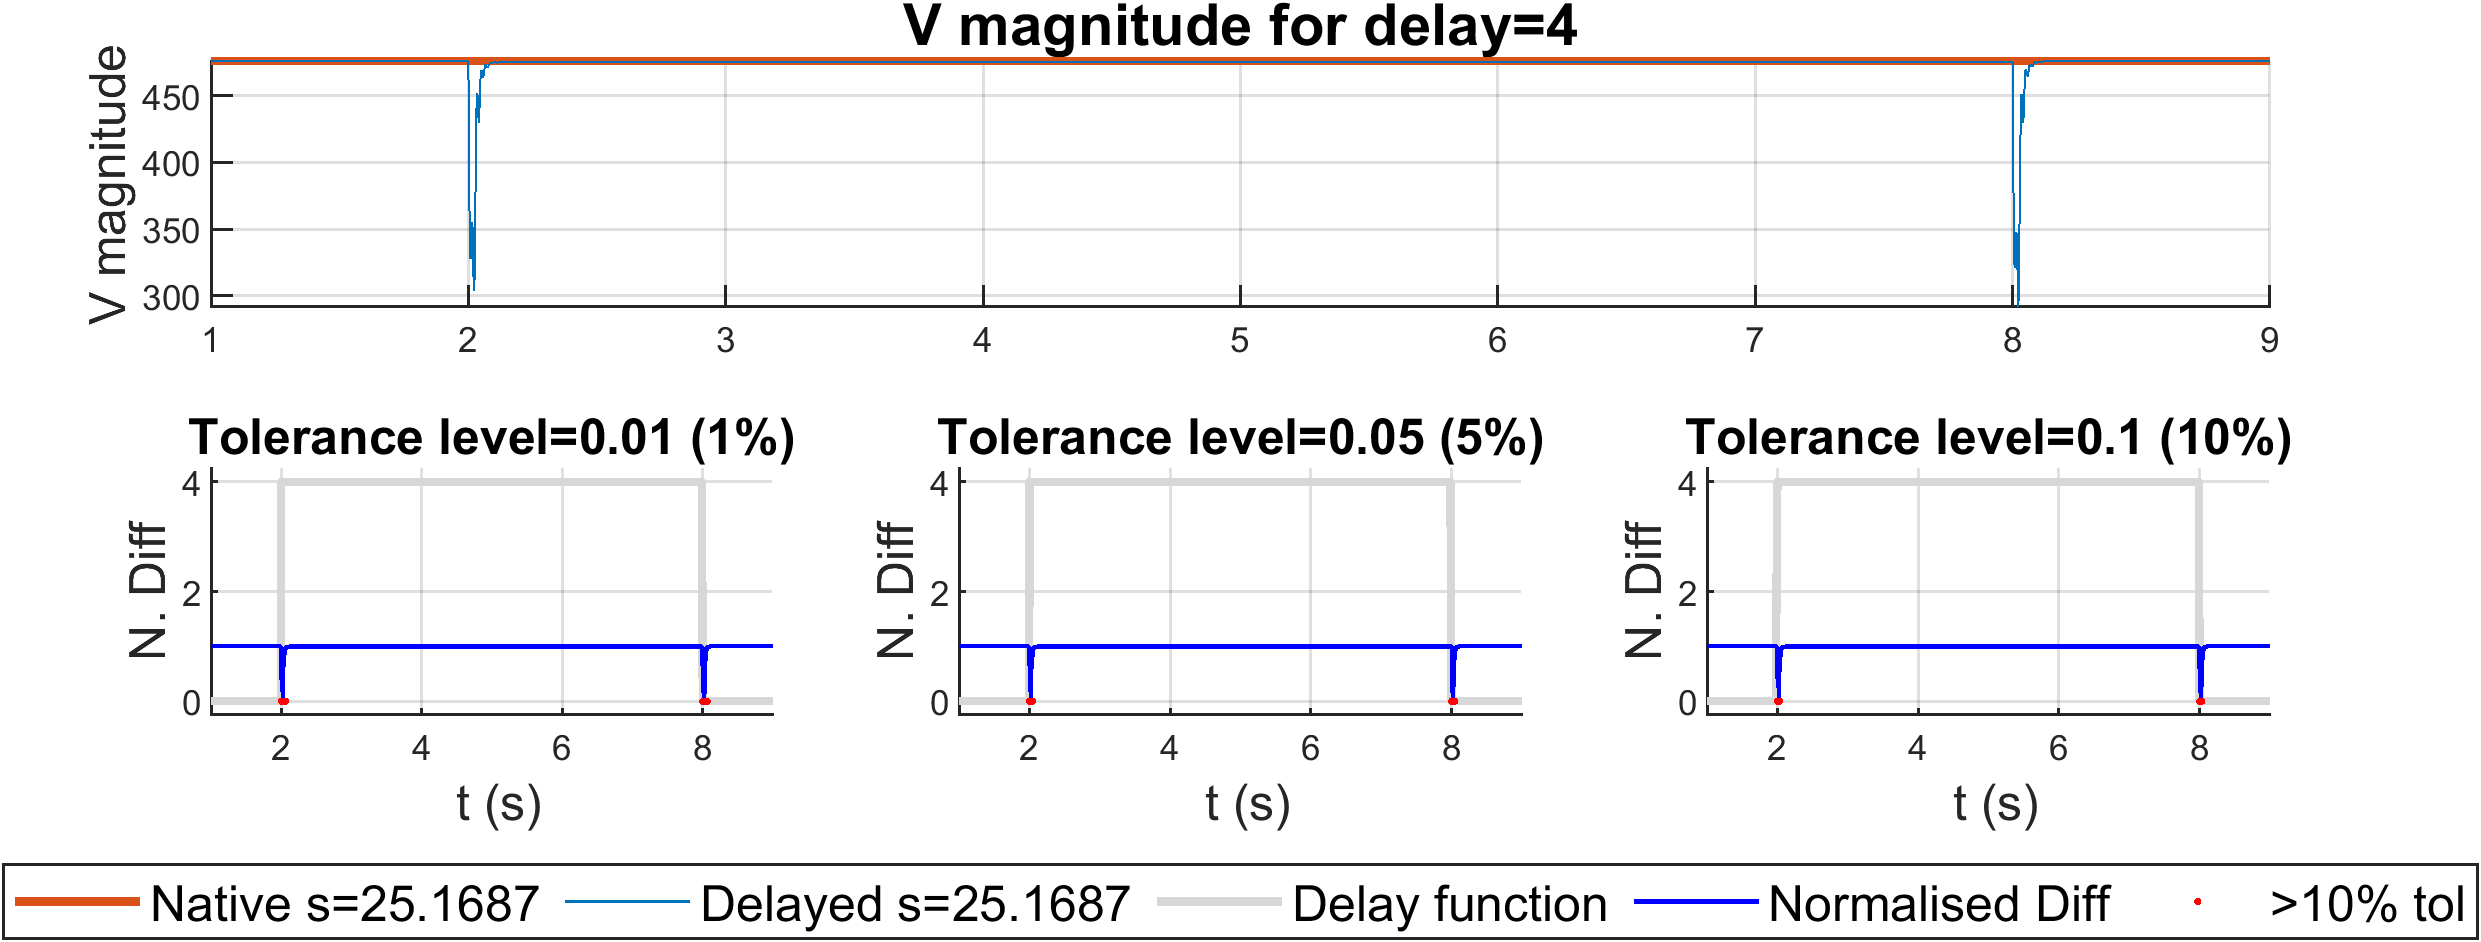 V magnitude for delay=4
V magnitude
450
400
350
300
1 2 3 4 5 6 7 8 9
Tolerance level=0.01 (1%)
N. Diff
4
2
0
2 4 6 8
t (s)
Tolerance level=0.05 (5%)
N. Diff
4
2
0
2 4 6 8
t (s)
Tolerance level=0.1 (10%)
N. Diff
4
2
0
2 4 6 8
t (s)
Native s=25.1687 Delayed s=25.1687 Delay function Normalised Diff >10% tol